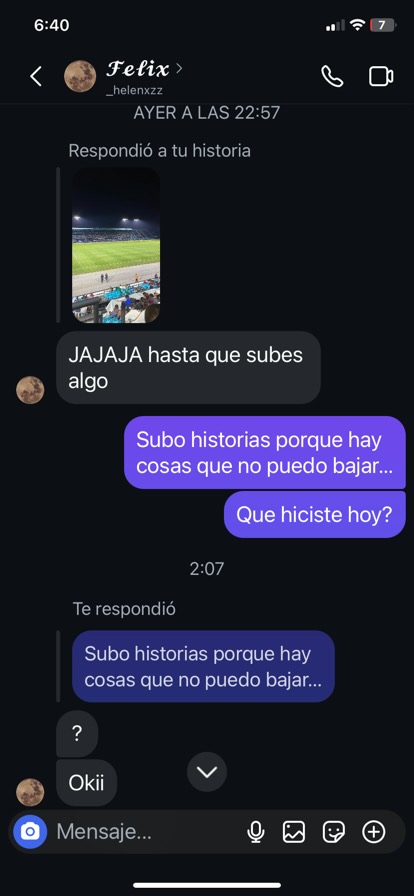 6:40
7
𝓕𝓮𝓵𝓲𝔁
_helenxzz
AYER A LAS 22:57
Respondió a tu historia
JAJAJA hasta que subes
algo
Subo historias porque hay
cosas que no puedo bajar...
Que hiciste hoy?
2:07
Te respondió
Subo historias porque hay
cosas que no puedo bajar...
?
Okii
Mensaje...